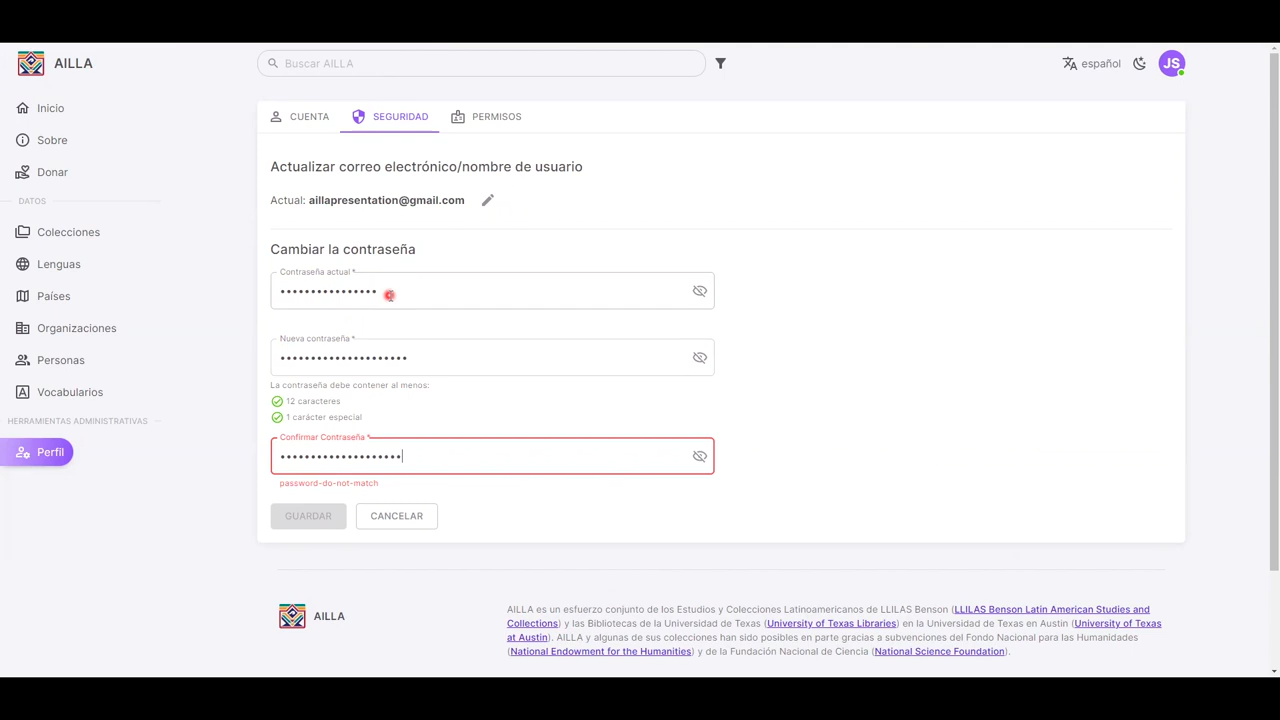 AILLA
Buscar AILLA
español
JS
Inicio
Sobre
Donar
DATOS
Colecciones
Lenguas
Países
Organizaciones
Personas
Vocabularios
HERRAMIENTAS ADMINISTRATIVAS
Perfil
CUENTA
SEGURIDAD
PERMISOS
Actualizar correo electrónico/nombre de usuario
Actual: aillapresentation@gmail.com
Cambiar la contraseña
Contraseña actual *
••••••••••••••••
Nueva contraseña *
•••••••••••••••••••••
La contraseña debe contener al menos:
12 caracteres
1 carácter especial
Confirmar Contraseña *
••••••••••••••••••••
password-do-not-match
GUARDAR
CANCELAR
AILLA
AILLA es un esfuerzo conjunto de los Estudios y Colecciones Latinoamericanos de LLILAS Benson (LLILAS Benson Latin American Studies and
Collections) y las Bibliotecas de la Universidad de Texas (University of Texas Libraries) en la Universidad de Texas en Austin (University of Texas
at Austin). AILLA y algunas de sus colecciones han sido posibles en parte gracias a subvenciones del Fondo Nacional para las Humanidades
(National Endowment for the Humanities) y de la Fundación Nacional de Ciencia (National Science Foundation).